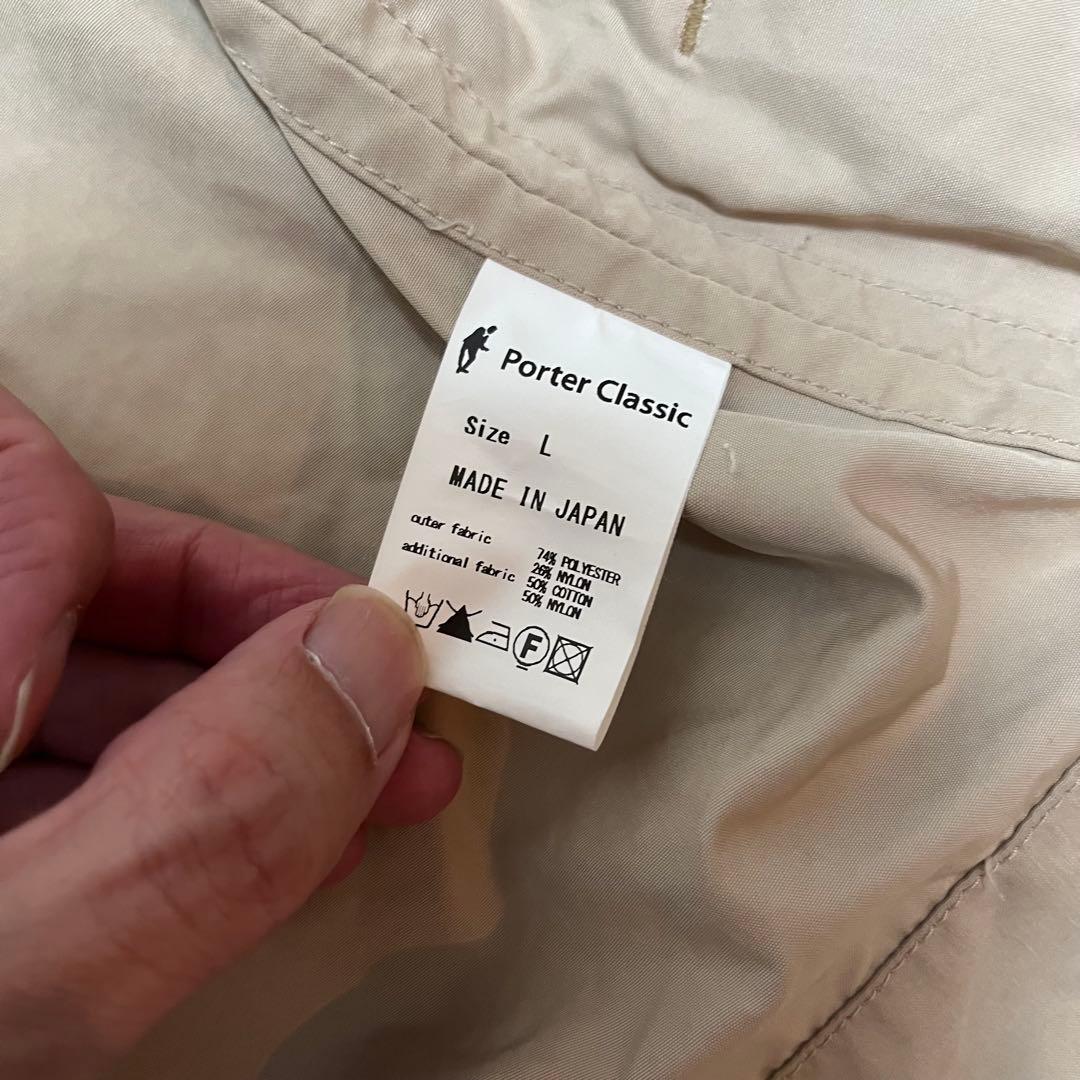 Porter Classic
Size L
MADE IN JAPAN
outer fabric
74% POLYESTER
26% NYLON
additional fabric
50% COTTON
50% NYLON
F